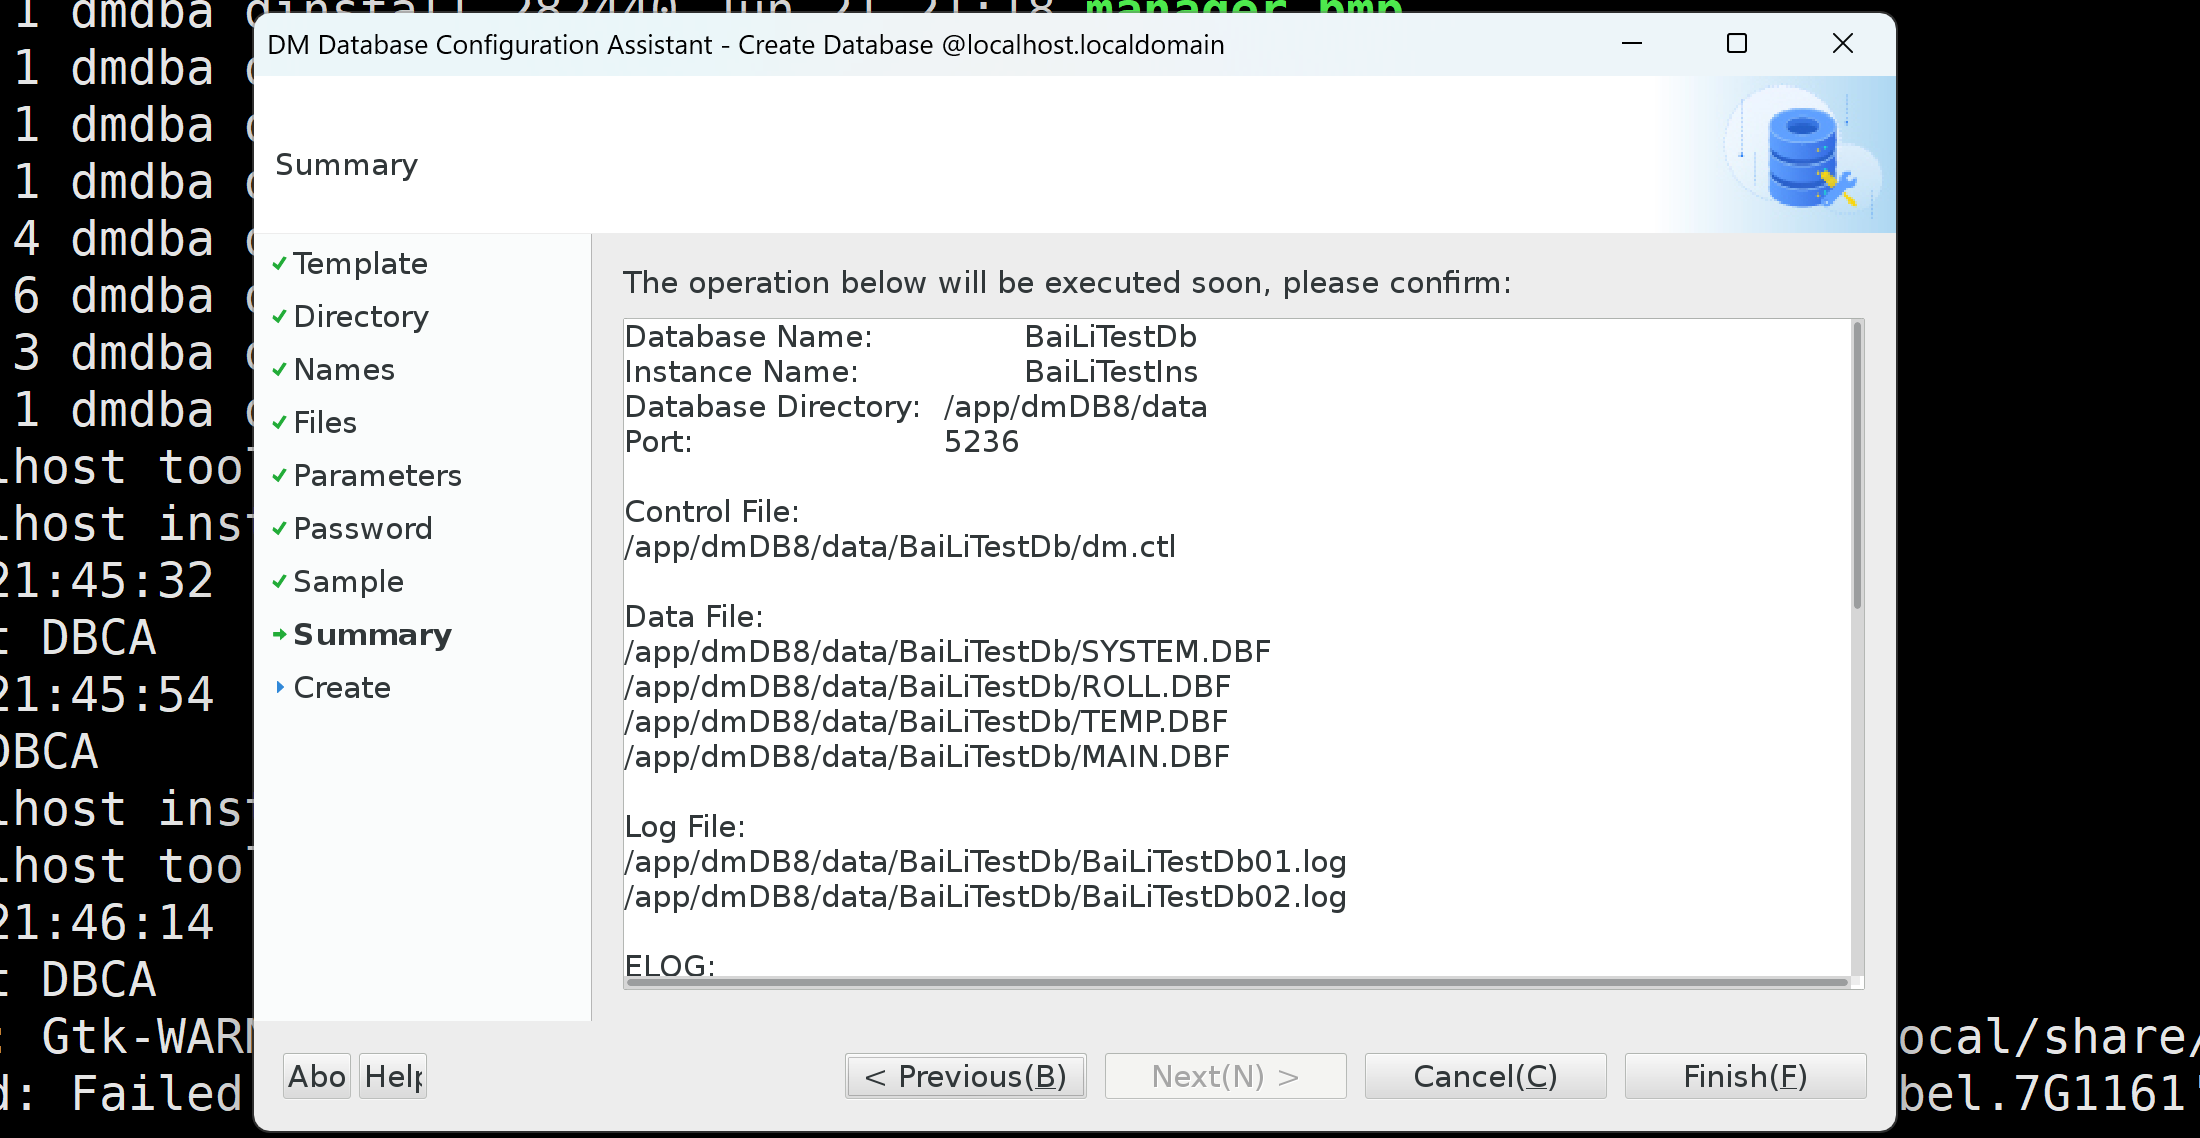 1 dmdba dinstall 282440 Jun 21 21:18 manager.bmp
DM Database Configuration Assistant - Create Database @localhost.localdomain
1 dmdba
1 dmdba
1 dmdba
4 dmdba
6 dmdba
3 dmdba
1 dmdba
lhost tool
lhost inst
21:45:32
t DBCA
21:45:54
DBCA
lhost inst
lhost tool
21:46:14
t DBCA
: Gtk-WARN
d: Failed
Summary
Template
Directory
Names
Files
Parameters
Password
Sample
Summary
Create
The operation below will be executed soon, please confirm:
Database Name: BaiLiTestDb
Instance Name: BaiLiTestIns
Database Directory: /app/dmDB8/data
Port: 5236
Control File:
/app/dmDB8/data/BaiLiTestDb/dm.ctl
Data File:
/app/dmDB8/data/BaiLiTestDb/SYSTEM.DBF
/app/dmDB8/data/BaiLiTestDb/ROLL.DBF
/app/dmDB8/data/BaiLiTestDb/TEMP.DBF
/app/dmDB8/data/BaiLiTestDb/MAIN.DBF
Log File:
/app/dmDB8/data/BaiLiTestDb/BaiLiTestDb01.log
/app/dmDB8/data/BaiLiTestDb/BaiLiTestDb02.log
ELOG:
Abo Help < Previous(B) Next(N) > Cancel(C) Finish(F)
ocal/share/
bel.7G1161'